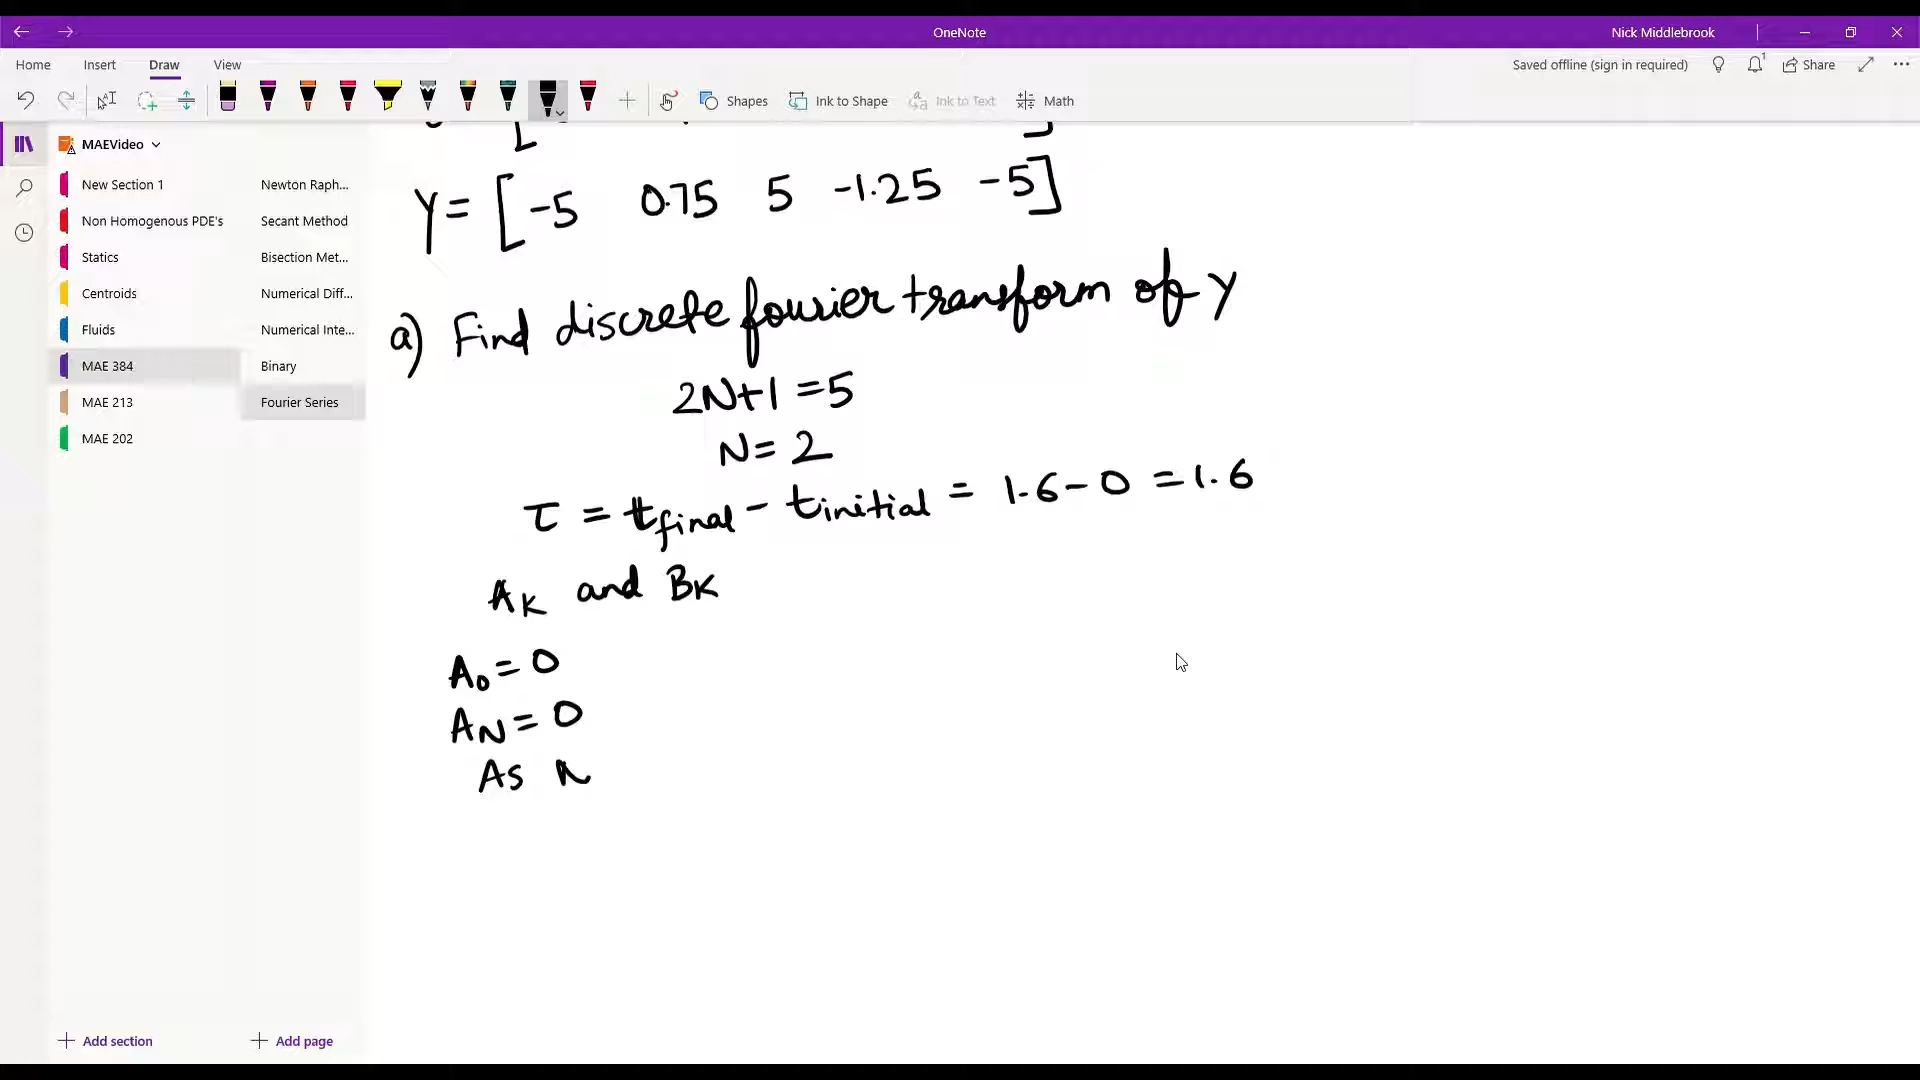 OneNote
Nick Middlebrook
Home Insert Draw View
Saved offline (sign in required)
1
Share
Shapes
Ink to Shape
Ink to Text
Math
MAEVideo
New Section 1
Non Homogenous PDE's
Statics
Centroids
Fluids
MAE 384
MAE 213
MAE 202
Newton Raph...
Secant Method
Bisection Met...
Numerical Diff...
Numerical Inte...
Binary
Fourier Series
Y = [-5 0.75 5 -1.25 -5]
a) Find discrete fourier transform of Y
2N+1 = 5
N = 2
τ = tfinal - tinitial = 1.6 - 0 = 1.6
AK and BK
A0 = 0
AN = 0
As
Add section
Add page